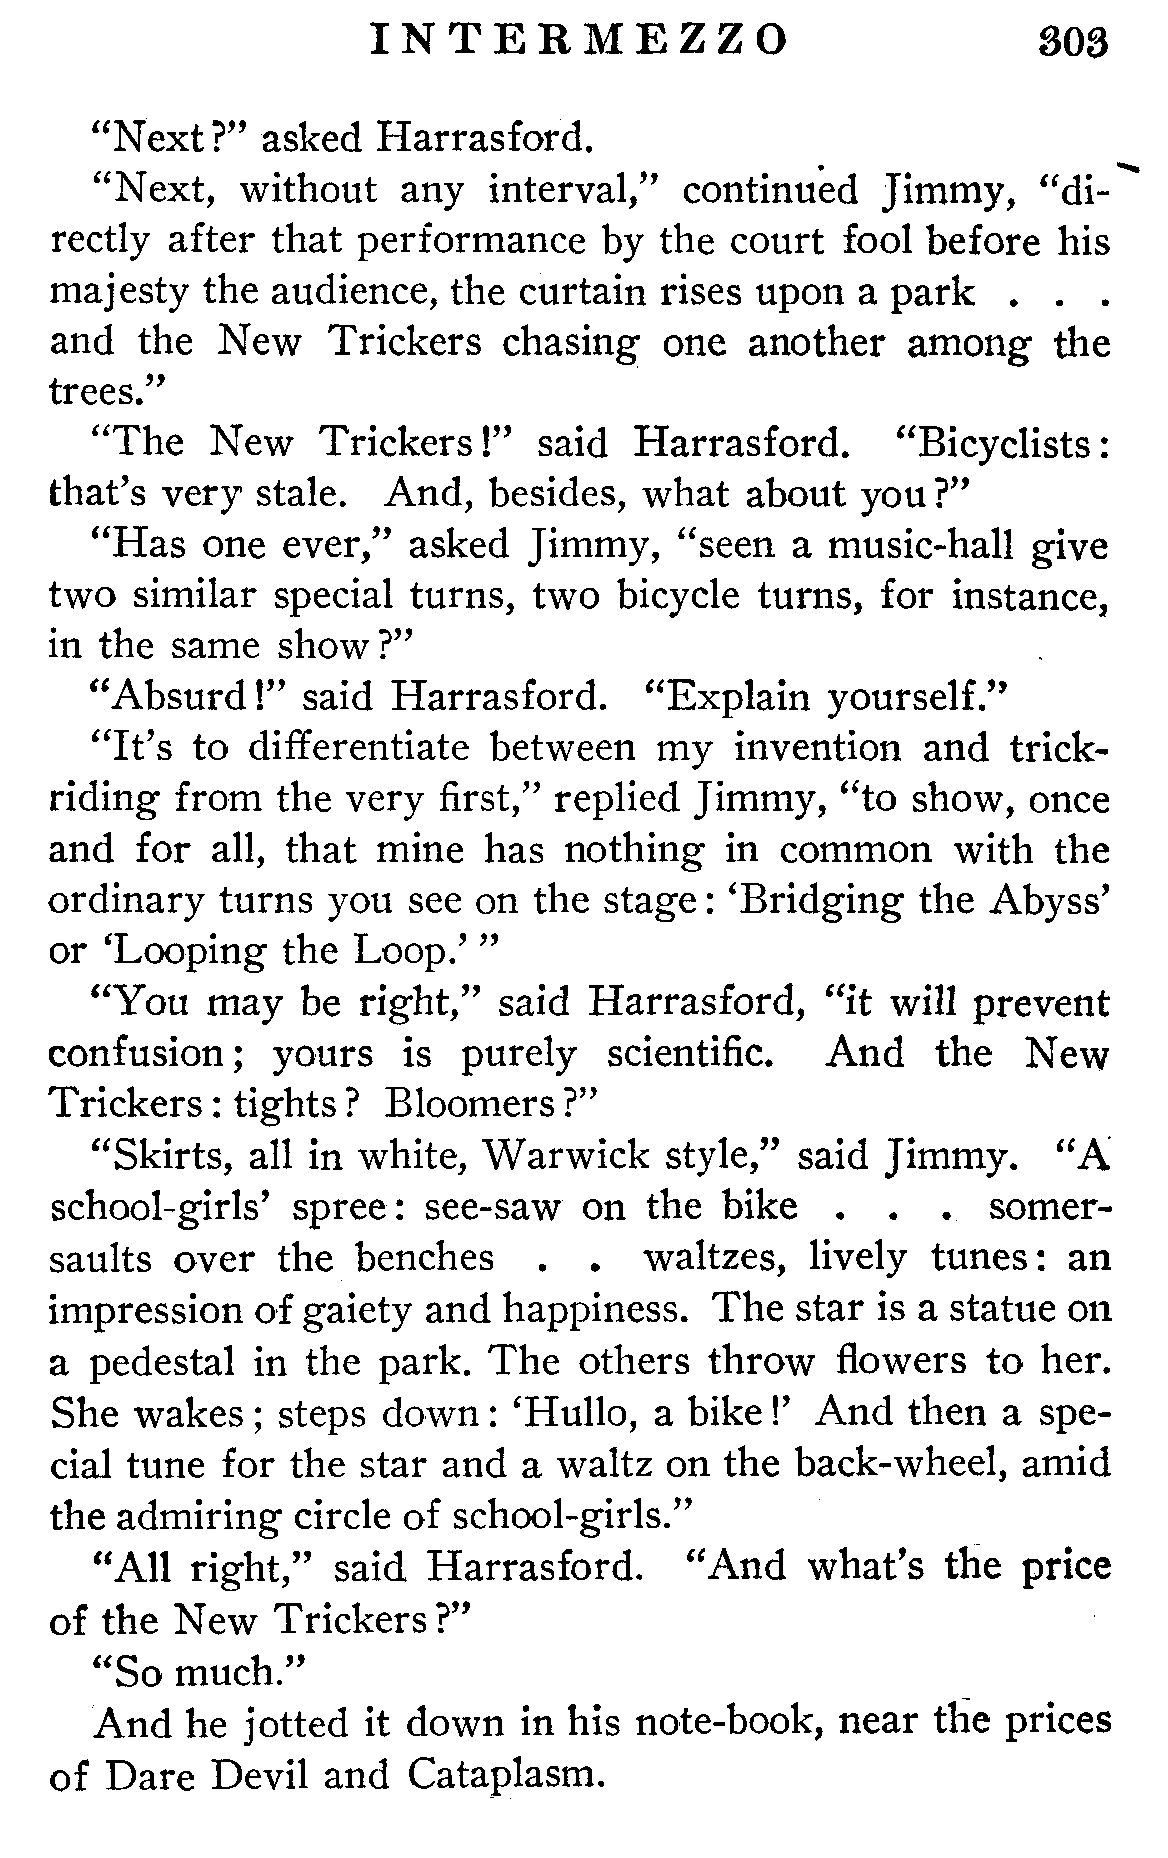 INTERMEZZO 303
“Next?” asked Harrasford.
“Next, without any interval,” continued Jimmy, “di-
rectly after that performance by the court fool before his
majesty the audience, the curtain rises upon a park . . .
and the New Trickers chasing one another among the
trees.”
“The New Trickers!” said Harrasford. “Bicyclists:
that’s very stale. And, besides, what about you?”
“Has one ever,” asked Jimmy, “seen a music-hall give
two similar special turns, two bicycle turns, for instance,
in the same show?”
“Absurd!” said Harrasford. “Explain yourself.”
“It’s to differentiate between my invention and trick-
riding from the very first,” replied Jimmy, “to show, once
and for all, that mine has nothing in common with the
ordinary turns you see on the stage: ‘Bridging the Abyss’
or ‘Looping the Loop.’ ”
“You may be right,” said Harrasford, “it will prevent
confusion; yours is purely scientific. And the New
Trickers: tights? Bloomers?”
“Skirts, all in white, Warwick style,” said Jimmy. “A
school-girls’ spree: see-saw on the bike . . . somer-
saults over the benches . . waltzes, lively tunes: an
impression of gaiety and happiness. The star is a statue on
a pedestal in the park. The others throw flowers to her.
She wakes; steps down: ‘Hullo, a bike!’ And then a spe-
cial tune for the star and a waltz on the back-wheel, amid
the admiring circle of school-girls.”
“All right,” said Harrasford. “And what’s the price
of the New Trickers?”
“So much.”
And he jotted it down in his note-book, near the prices
of Dare Devil and Cataplasm.